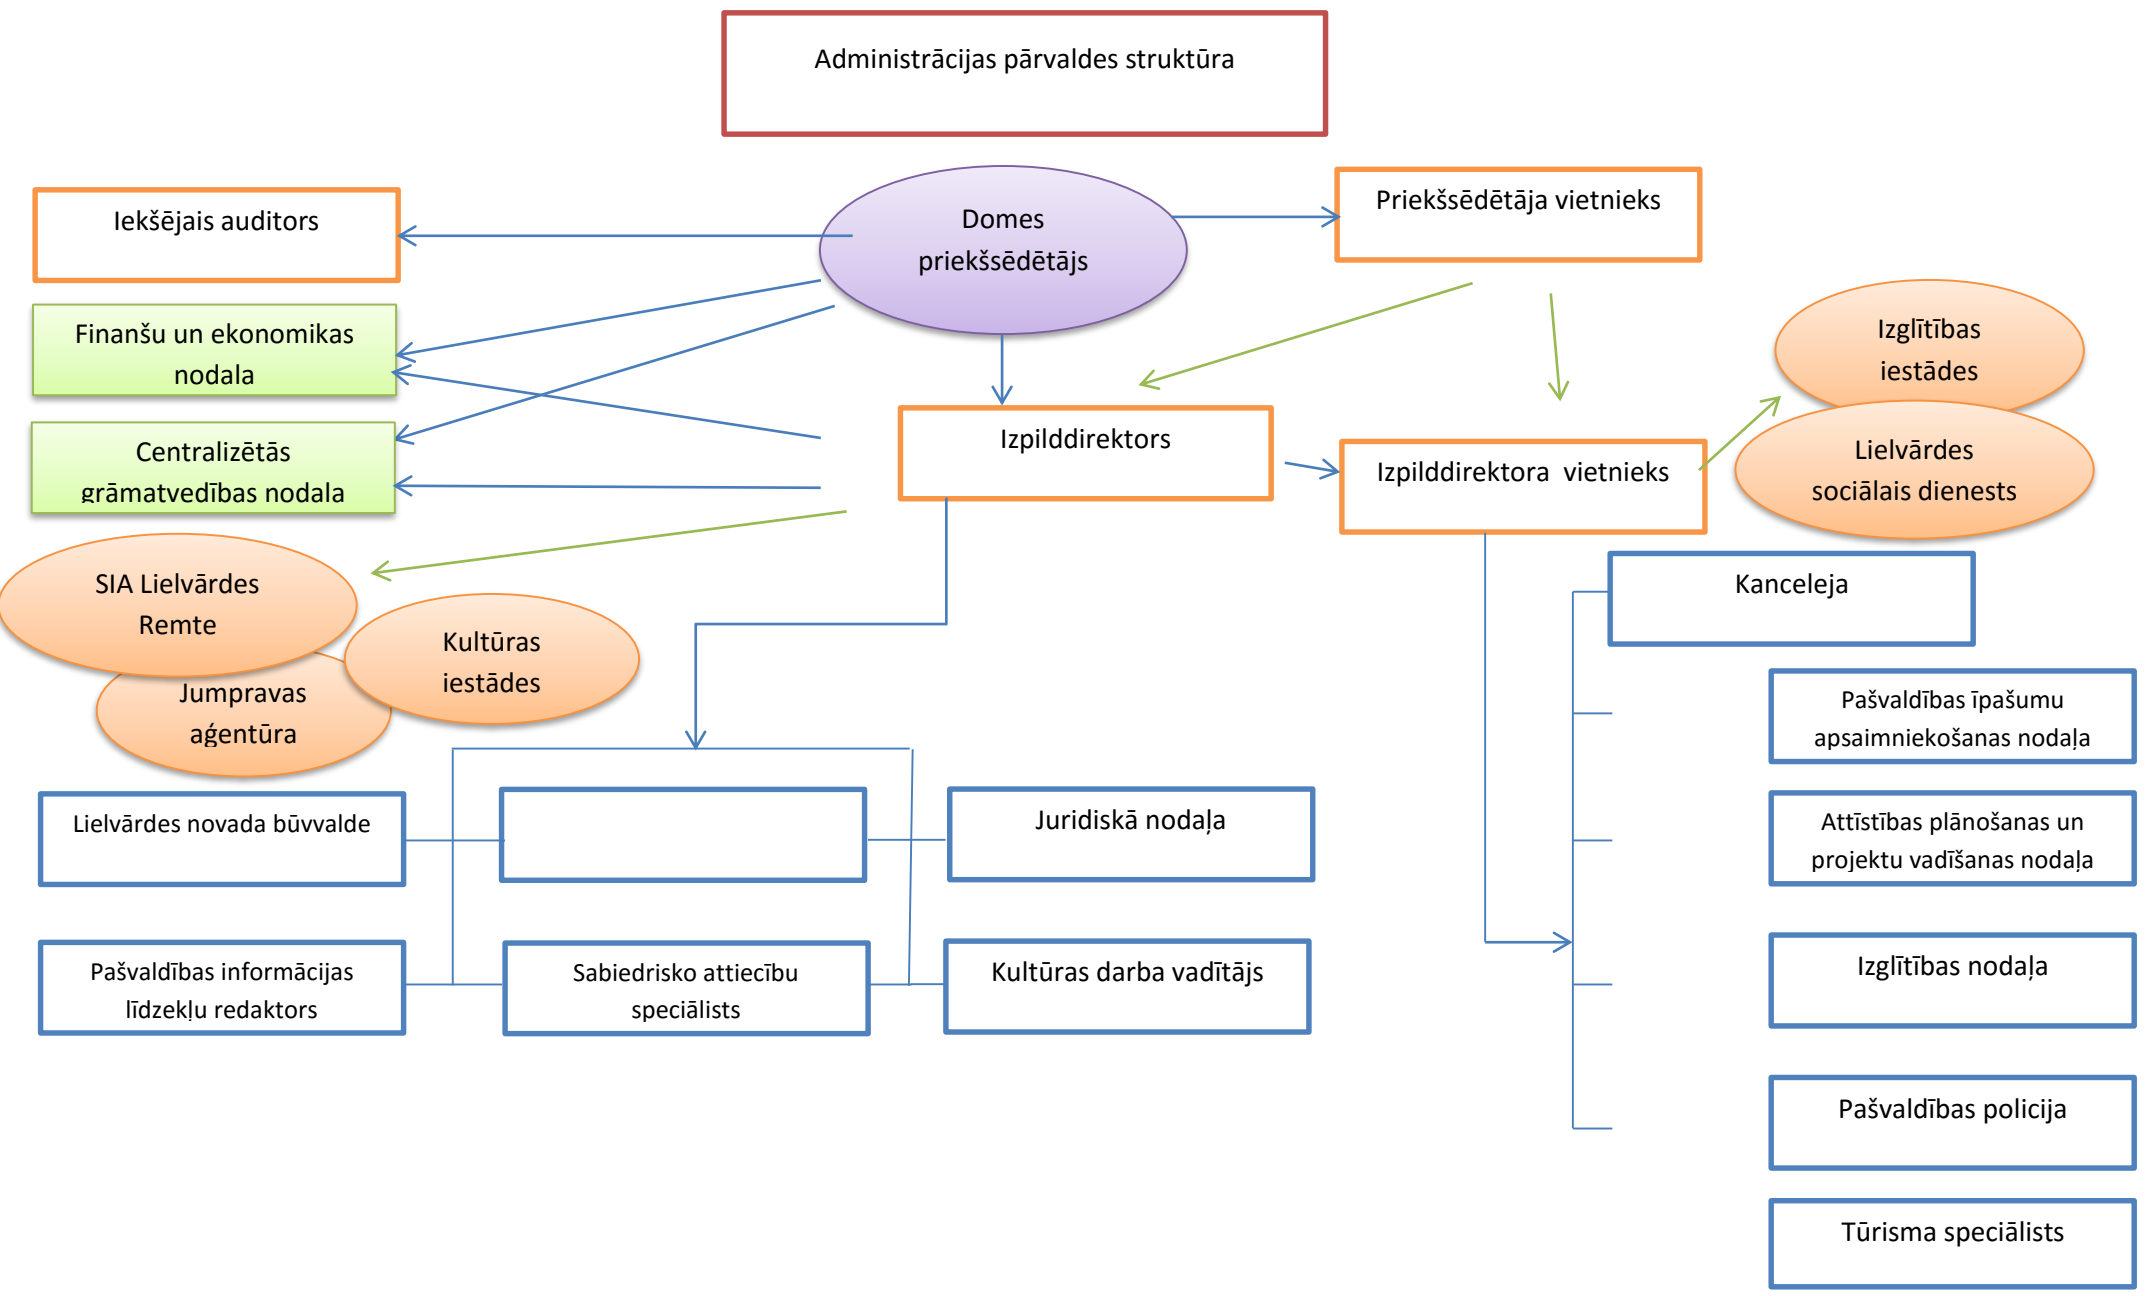 Administrācijas pārvaldes struktūra
Iekšējais auditors
Domes
priekšsēdētājs
Priekšsēdētāja vietnieks
Finanšu un ekonomikas
nodala
Izglītības
iestādes
Centralizētās
grāmatvedības nodala
Izpilddirektors
Izpilddirektora  vietnieks
Lielvārdes
sociālais dienests
SIA Lielvārdes
Remte
Kultūras
iestādes
Jumpravas
aģentūra
Kanceleja
Pašvaldības īpašumu
apsaimniekošanas nodaļa
Lielvārdes novada būvvalde
Juridiskā nodaļa
Attīstības plānošanas un
projektu vadīšanas nodaļa
Pašvaldības informācijas
līdzekļu redaktors
Sabiedrisko attiecību
speciālists
Kultūras darba vadītājs
Izglītības nodaļa
Pašvaldības policija
Tūrisma speciālists